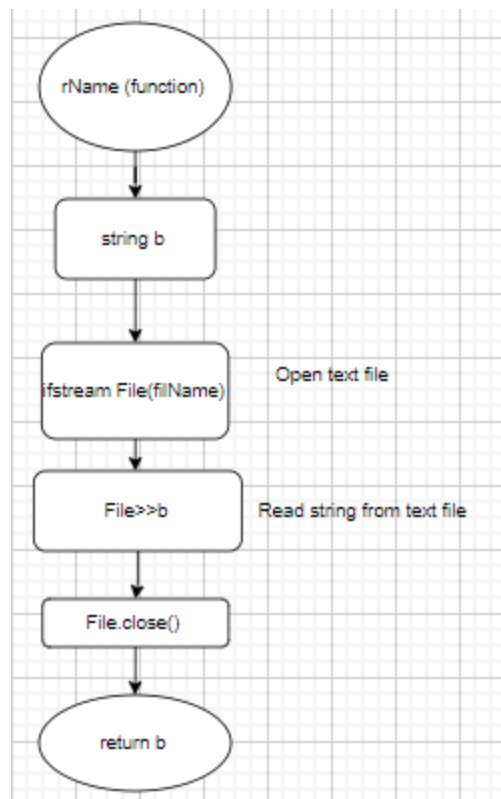 rName (function)
string b
ifstream File(filName)
Open text file
File>>b
Read string from text file
File.close()
return b